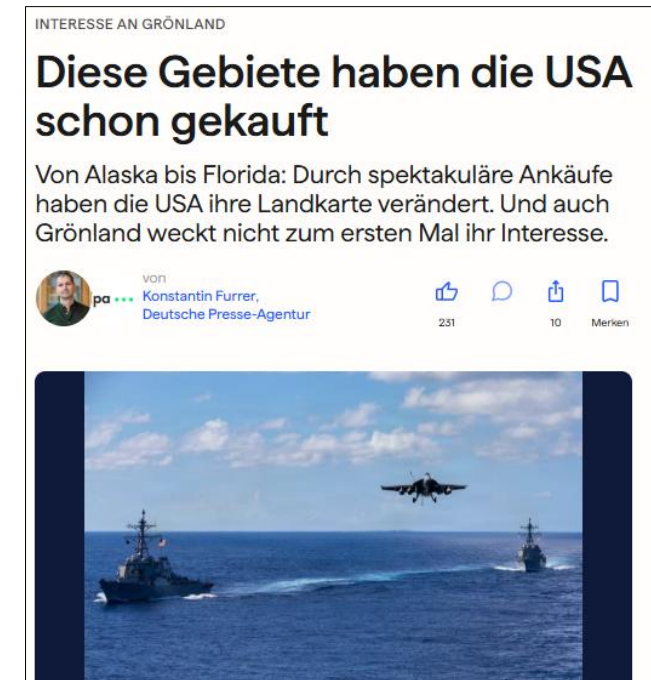 INTERESSE AN GRÖNLAND
Diese Gebiete haben die USA
schon gekauft
Von Alaska bis Florida: Durch spektakuläre Ankäufe
haben die USA ihre Landkarte verändert. Und auch
Grönland weckt nicht zum ersten Mal ihr Interesse.
von
pa
Konstantin Furrer,
Deutsche Presse-Agentur
231
10
Merken